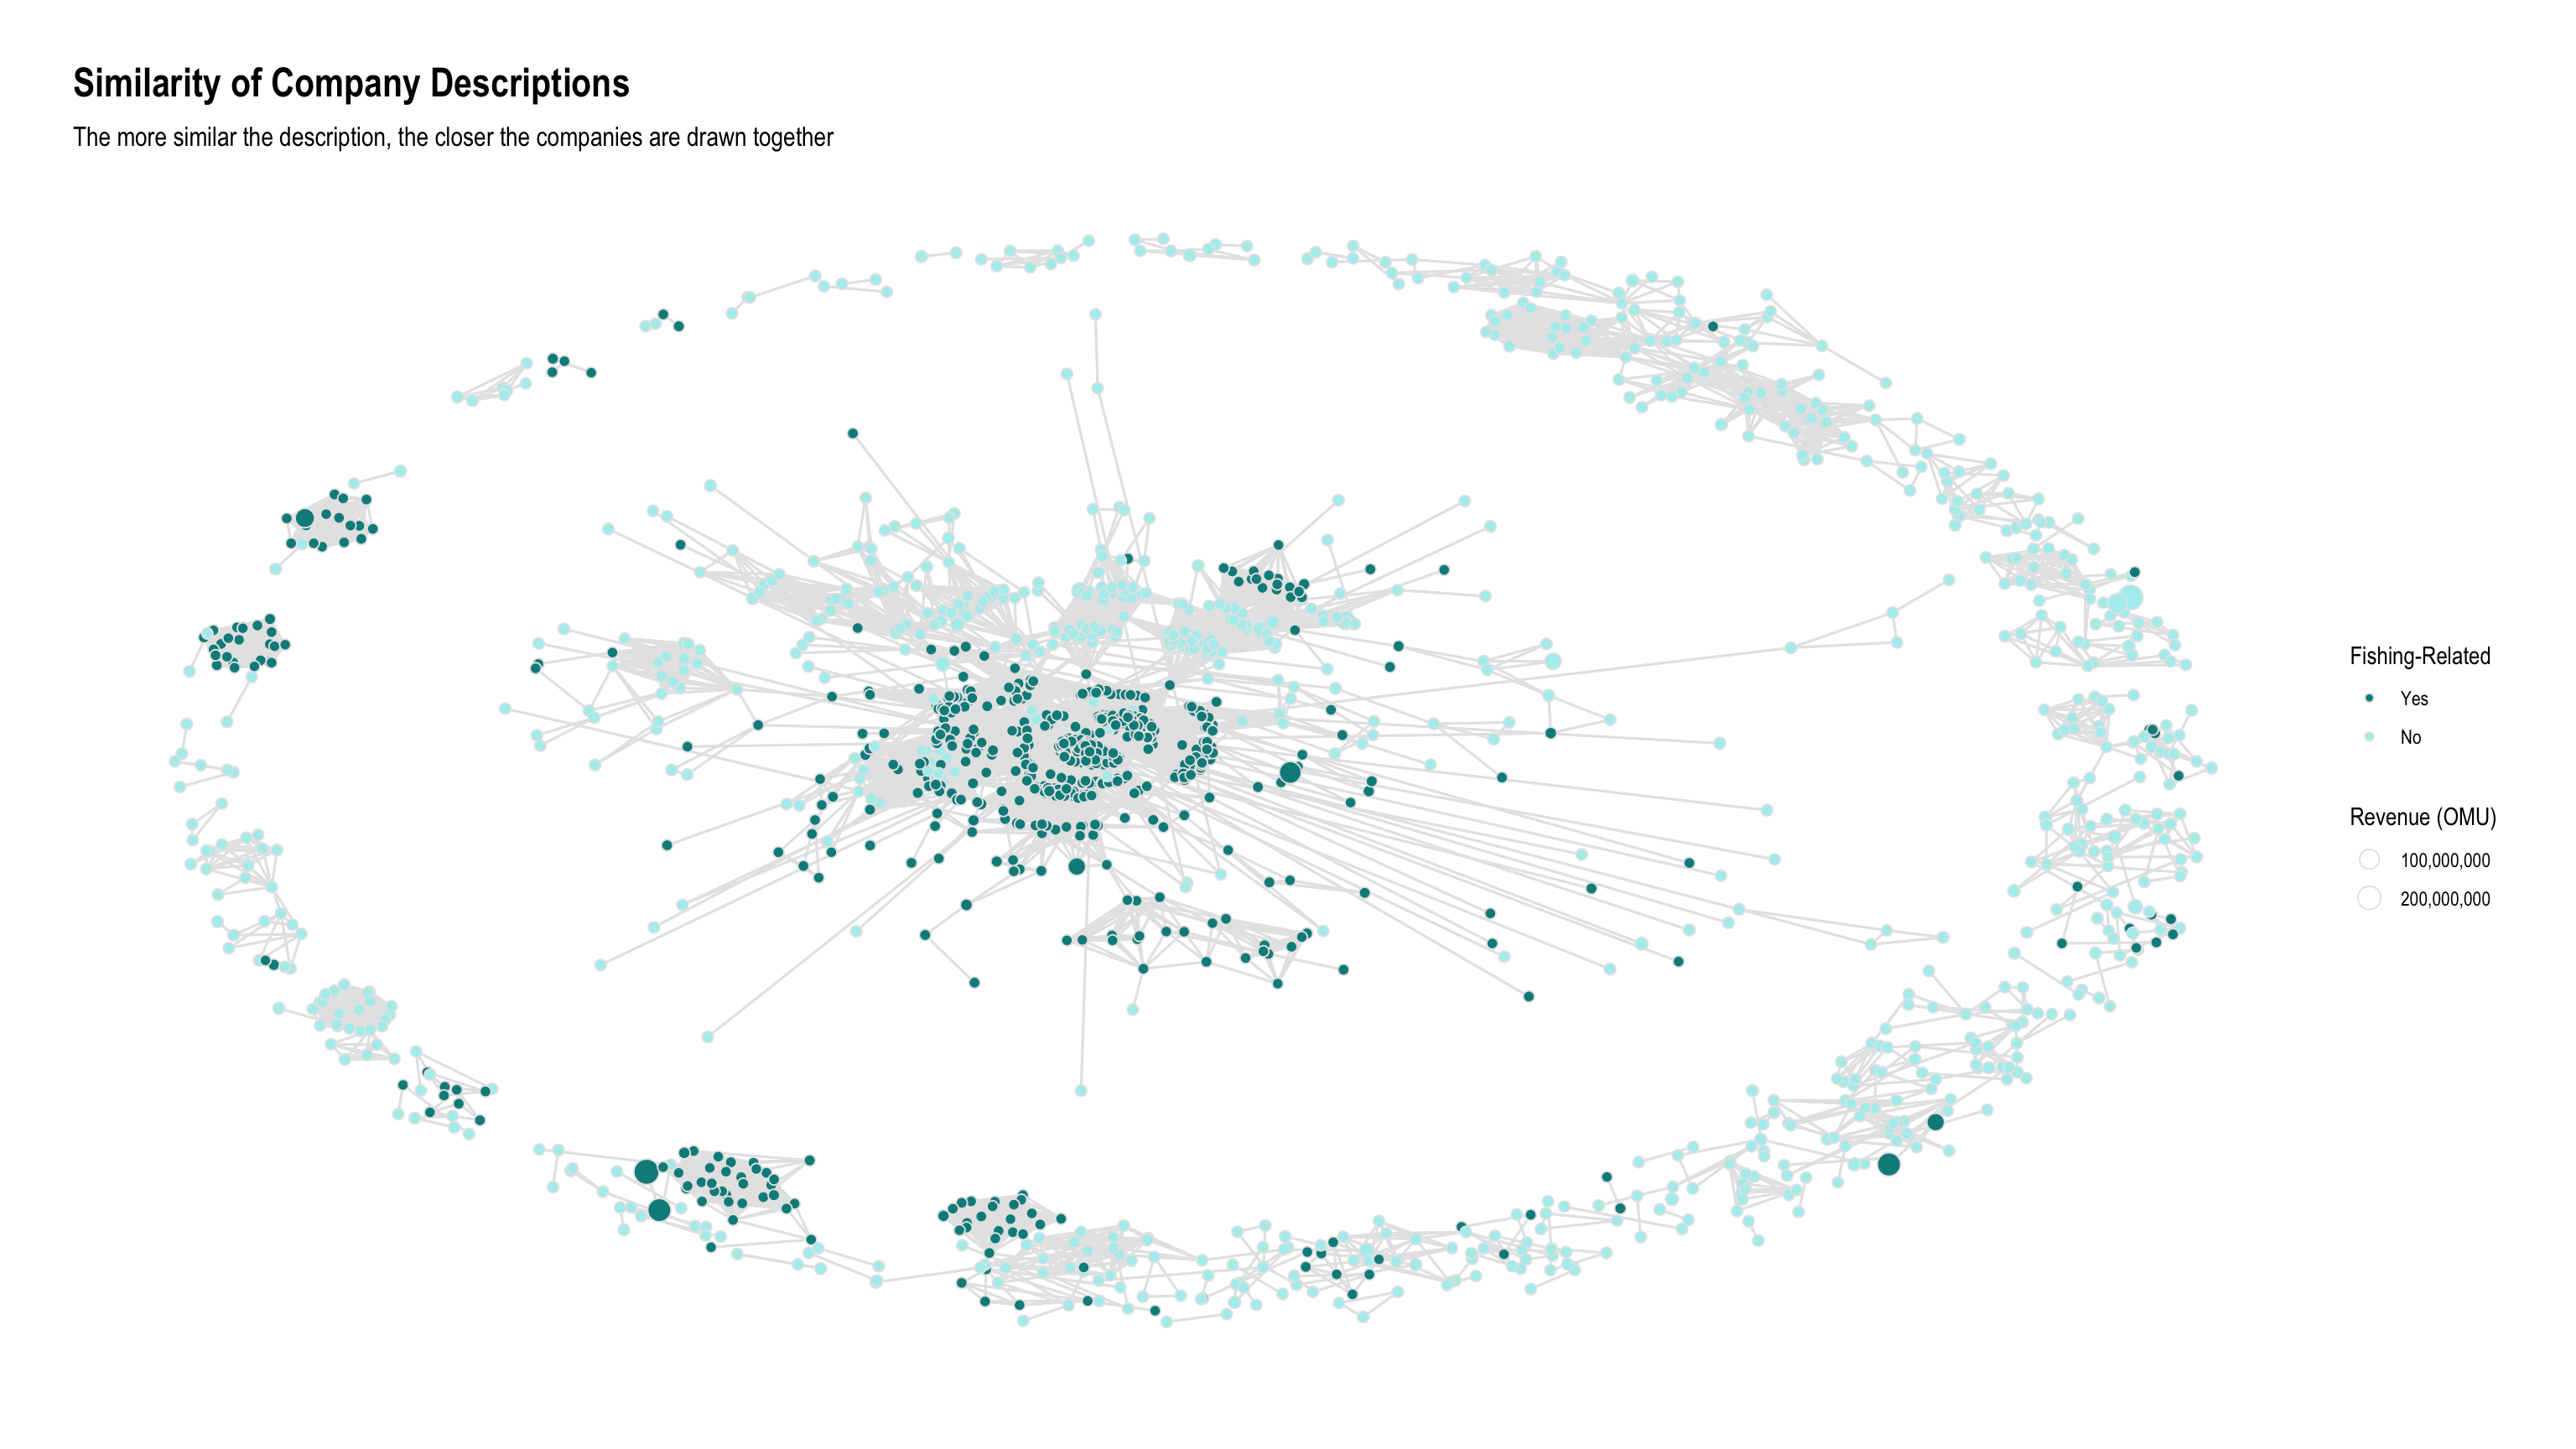 Similarity of Company Descriptions
The more similar the description, the closer the companies are drawn together
Fishing-Related
Yes
No
Revenue (OMU)
100,000,000
200,000,000